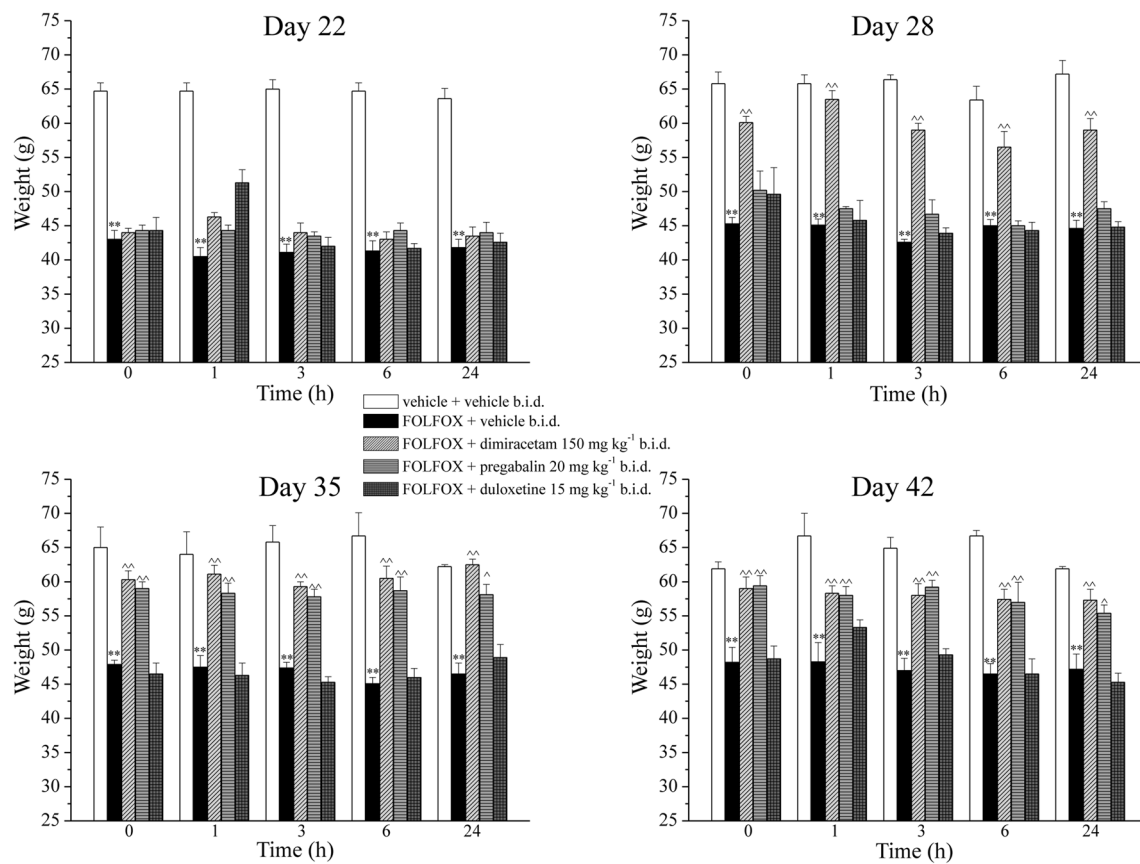 Day 22
75
70
65
60
55
50
45
40
35
30
25
Weight (g)
** ** ** ** **
0 1 3 6 24
Time (h)
Day 28
75
70
65
60
55
50
45
40
35
30
25
Weight (g)
^^ ^^ ^^ ^^ ^^
** ** ** ** **
0 1 3 6 24
Time (h)
vehicle + vehicle b.i.d.
FOLFOX + vehicle b.i.d.
FOLFOX + dimiracetam 150 mg kg⁻¹ b.i.d.
FOLFOX + pregabalin 20 mg kg⁻¹ b.i.d.
FOLFOX + duloxetine 15 mg kg⁻¹ b.i.d.
Day 35
75
70
65
60
55
50
45
40
35
30
25
Weight (g)
^^ ^^ ^^ ^^ ^^ ^^ ^^ ^^ ^^ ^
** ** ** ** **
0 1 3 6 24
Time (h)
Day 42
75
70
65
60
55
50
45
40
35
30
25
Weight (g)
^^ ^^ ^^ ^^ ^^ ^^ ^^ ^^ ^^ ^
** ** ** ** **
0 1 3 6 24
Time (h)